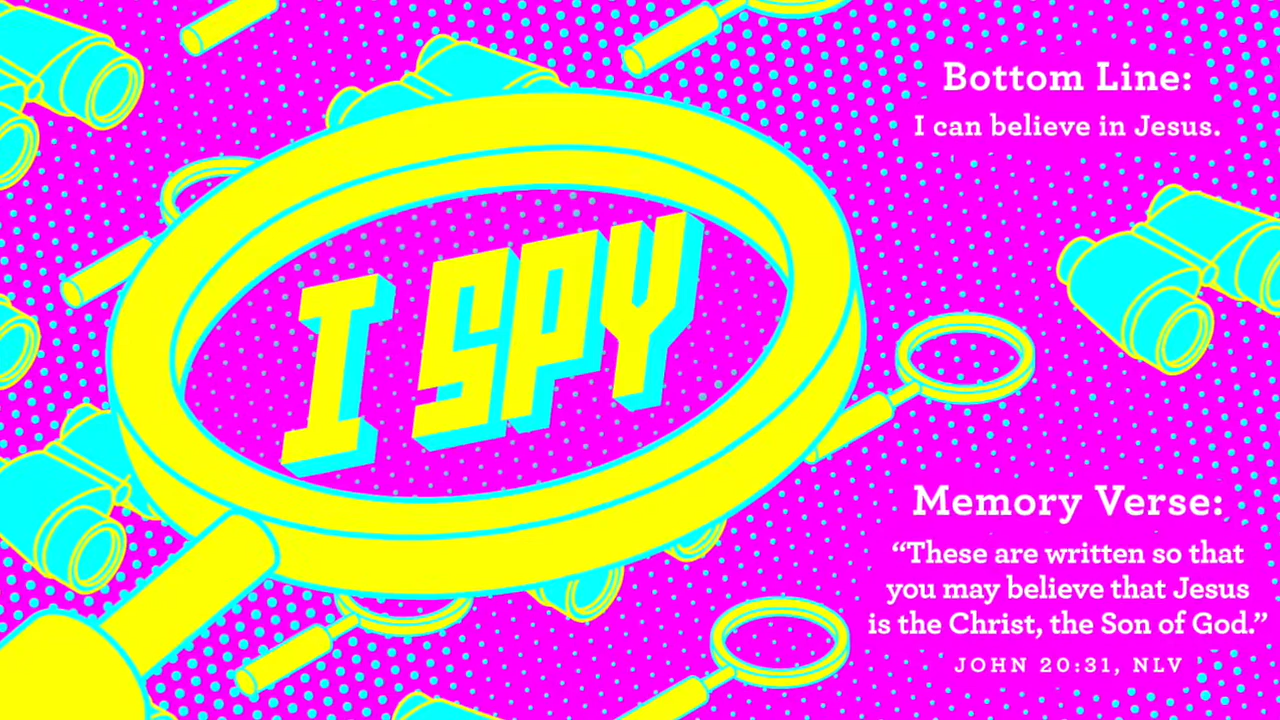 I SPY
Bottom Line:
I can believe in Jesus.
Memory Verse:
“These are written so that
you may believe that Jesus
is the Christ, the Son of God.”
JOHN 20:31, NLV